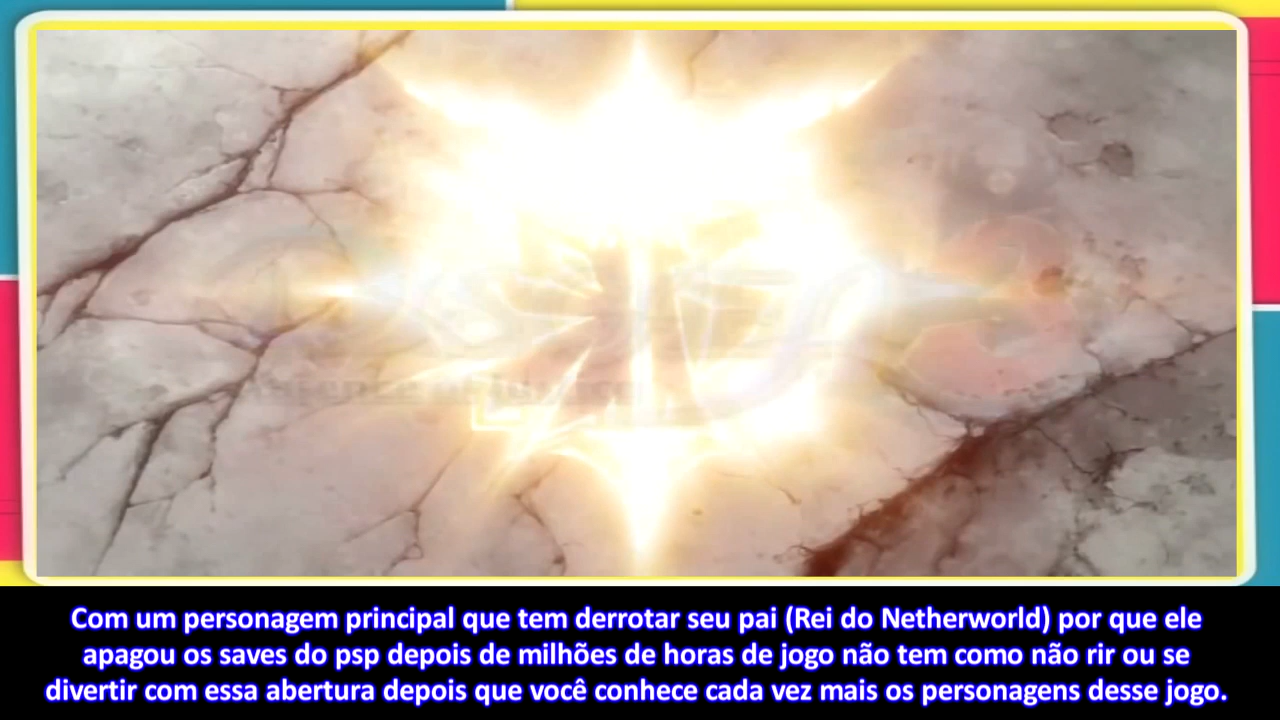 Com um personagem principal que tem derrotar seu pai (Rei do Netherworld) por que ele
apagou os saves do psp depois de milhões de horas de jogo não tem como não rir ou se
divertir com essa abertura depois que você conhece cada vez mais os personagens desse jogo.